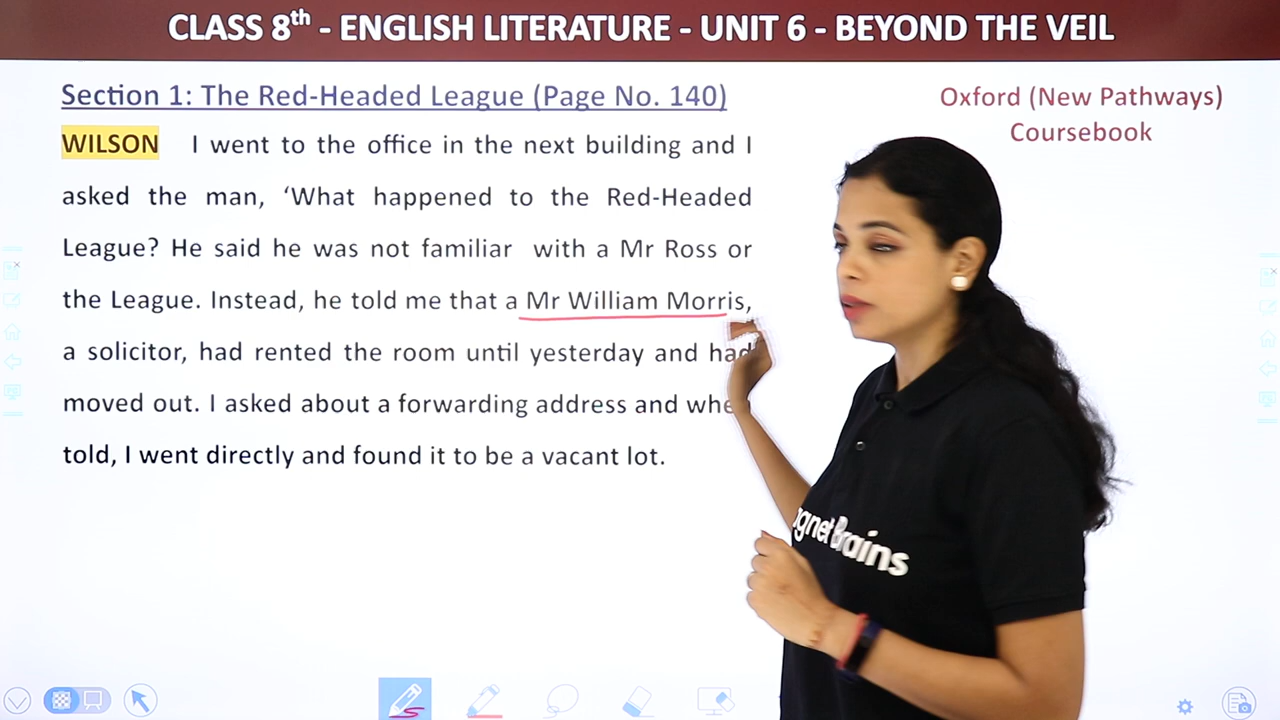 CLASS 8th - ENGLISH LITERATURE - UNIT 6 - BEYOND THE VEIL
Section 1: The Red-Headed League (Page No. 140)
Oxford (New Pathways)
Coursebook
WILSON I went to the office in the next building and I
asked the man, ‘What happened to the Red-Headed
League? He said he was not familiar with a Mr Ross or
the League. Instead, he told me that a Mr William Morris,
a solicitor, had rented the room until yesterday and had
moved out. I asked about a forwarding address and whe
told, I went directly and found it to be a vacant lot.
gnet Brains